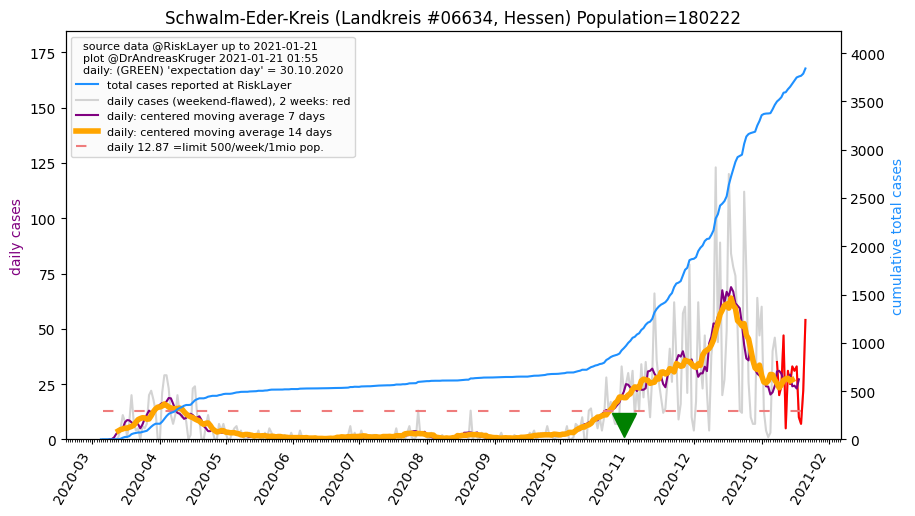 Schwalm-Eder-Kreis (Landkreis #06634, Hessen) Population=180222
source data @RiskLayer up to 2021-01-21
plot @DrAndreasKruger 2021-01-21 01:55
daily: (GREEN) 'expectation day' = 30.10.2020
total cases reported at RiskLayer
daily cases (weekend-flawed), 2 weeks: red
daily: centered moving average 7 days
daily: centered moving average 14 days
daily 12.87 =limit 500/week/1mio pop.
daily cases
175
150
125
100
75
50
25
0
cumulative total cases
4000
3500
3000
2500
2000
1500
1000
500
0
2020-03
2020-04
2020-05
2020-06
2020-07
2020-08
2020-09
2020-10
2020-11
2020-12
2021-01
2021-02